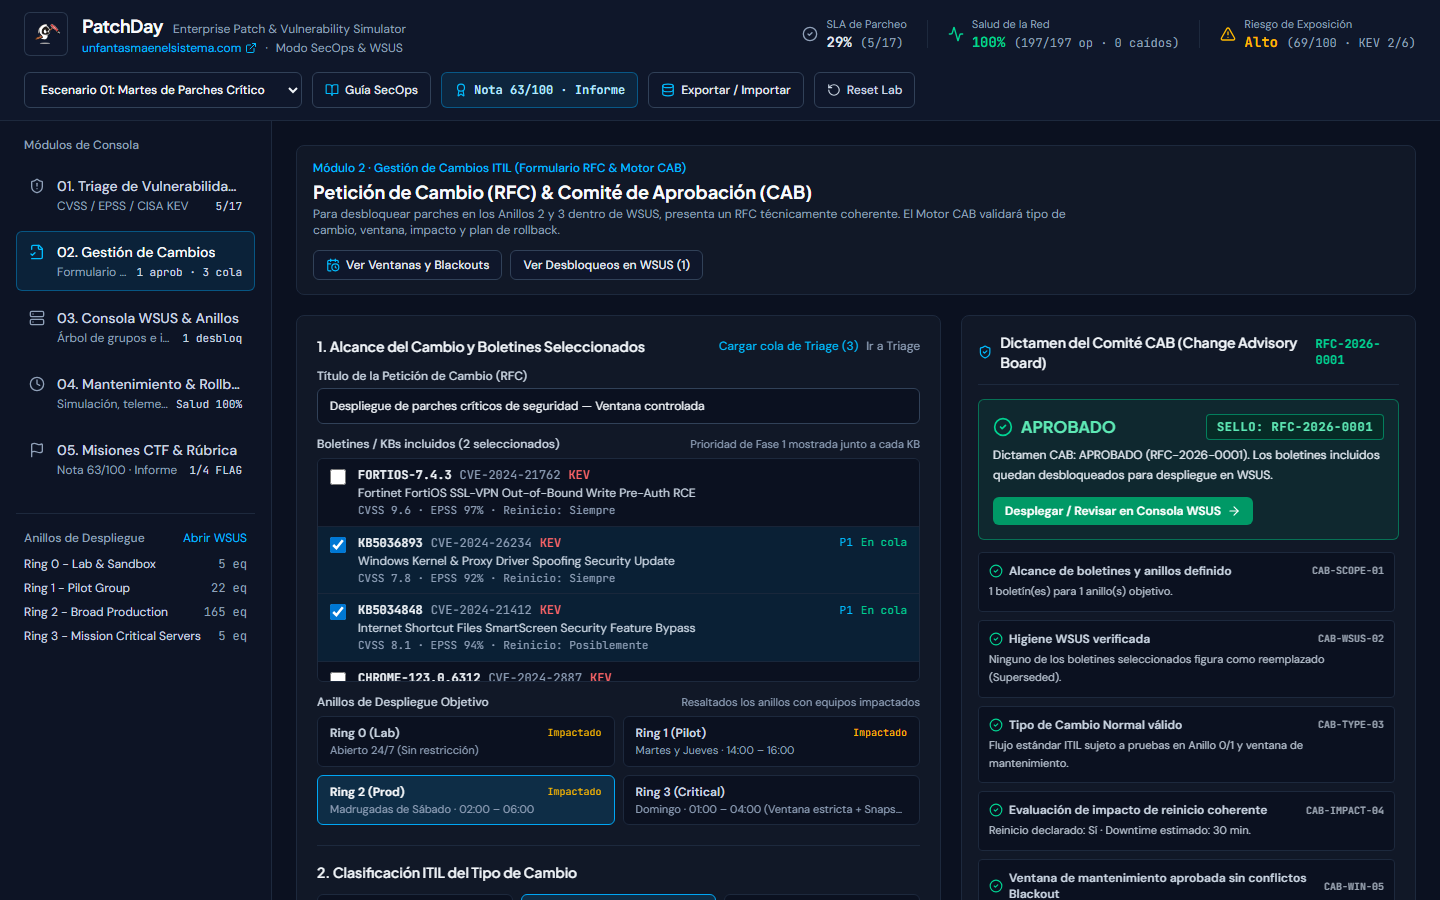 PatchDay Enterprise Patch & Vulnerability Simulator
unfantasmaenelsistema.com · Modo SecOps & WSUS
SLA de Parcheo
29% (5/17)
Salud de la Red
100% (197/197 op · 0 caídos)
Riesgo de Exposición
Alto (69/100 · KEV 2/6)
Escenario 01: Martes de Parches Crítico
Guía SecOps
Nota 63/100 · Informe
Exportar / Importar
Reset Lab
Módulos de Consola
01. Triage de Vulnerabilida...
CVSS / EPSS / CISA KEV 5/17
02. Gestión de Cambios
Formulario ... 1 aprob · 3 cola
03. Consola WSUS & Anillos
Árbol de grupos e i... 1 desbloq
04. Mantenimiento & Rollb...
Simulación, teleme... Salud 100%
05. Misiones CTF & Rúbrica
Nota 63/100 · Informe 1/4 FLAG
Anillos de Despliegue Abrir WSUS
Ring 0 - Lab & Sandbox 5 eq
Ring 1 - Pilot Group 22 eq
Ring 2 - Broad Production 165 eq
Ring 3 - Mission Critical Servers 5 eq
Módulo 2 · Gestión de Cambios ITIL (Formulario RFC & Motor CAB)
Petición de Cambio (RFC) & Comité de Aprobación (CAB)
Para desbloquear parches en los Anillos 2 y 3 dentro de WSUS, presenta un RFC técnicamente coherente. El Motor CAB validará tipo de
cambio, ventana, impacto y plan de rollback.
Ver Ventanas y Blackouts
Ver Desbloqueos en WSUS (1)
1. Alcance del Cambio y Boletines Seleccionados
Cargar cola de Triage (3) Ir a Triage
Título de la Petición de Cambio (RFC)
Despliegue de parches críticos de seguridad — Ventana controlada
Boletines / KBs incluidos (2 seleccionados)
Prioridad de Fase 1 mostrada junto a cada KB
FORTIOS-7.4.3 CVE-2024-21762 KEV
Fortinet FortiOS SSL-VPN Out-of-Bound Write Pre-Auth RCE
CVSS 9.6 · EPSS 97% · Reinicio: Siempre
KB5036893 CVE-2024-26234 KEV P1 En cola
Windows Kernel & Proxy Driver Spoofing Security Update
CVSS 7.8 · EPSS 92% · Reinicio: Siempre
KB5034848 CVE-2024-21412 KEV P1 En cola
Internet Shortcut Files SmartScreen Security Feature Bypass
CVSS 8.1 · EPSS 94% · Reinicio: Posiblemente
CHROME-123.0.6312 CVE-2024-2887 KEV
Anillos de Despliegue Objetivo
Resaltados los anillos con equipos impactados
Ring 0 (Lab) Impactado
Abierto 24/7 (Sin restricción)
Ring 1 (Pilot) Impactado
Martes y Jueves · 14:00 – 16:00
Ring 2 (Prod) Impactado
Madrugadas de Sábado · 02:00 – 06:00
Ring 3 (Critical)
Domingo · 01:00 – 04:00 (Ventana estricta + Snaps...
2. Clasificación ITIL del Tipo de Cambio
Dictamen del Comité CAB (Change Advisory
Board)
RFC-2026-
0001
APROBADO
SELLO: RFC-2026-0001
Dictamen CAB: APROBADO (RFC-2026-0001). Los boletines incluidos
quedan desbloqueados para despliegue en WSUS.
Desplegar / Revisar en Consola WSUS →
Alcance de boletines y anillos definido CAB-SCOPE-01
1 boletín(es) para 1 anillo(s) objetivo.
Higiene WSUS verificada CAB-WSUS-02
Ninguno de los boletines seleccionados figura como reemplazado
(Superseded).
Tipo de Cambio Normal válido CAB-TYPE-03
Flujo estándar ITIL sujeto a pruebas en Anillo 0/1 y ventana de
mantenimiento.
Evaluación de impacto de reinicio coherente CAB-IMPACT-04
Reinicio declarado: Sí · Downtime estimado: 30 min.
Ventana de mantenimiento aprobada sin conflictos
Blackout
CAB-WIN-05